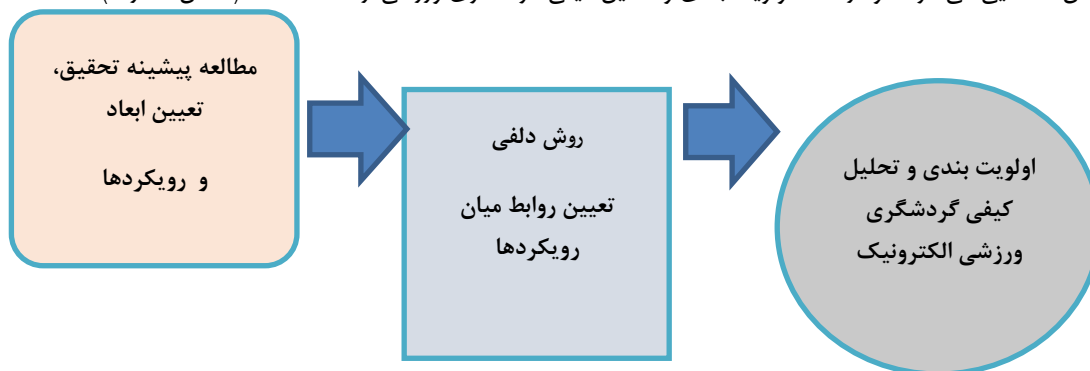 مطالعه پیشینه تحقیق،
تعیین ابعاد
و رویکردها
روش دلفی
تعیین روابط میان
رویکردها
اولویت بندی و تحلیل
کیفی گردشگری
ورزشی الکترونیک